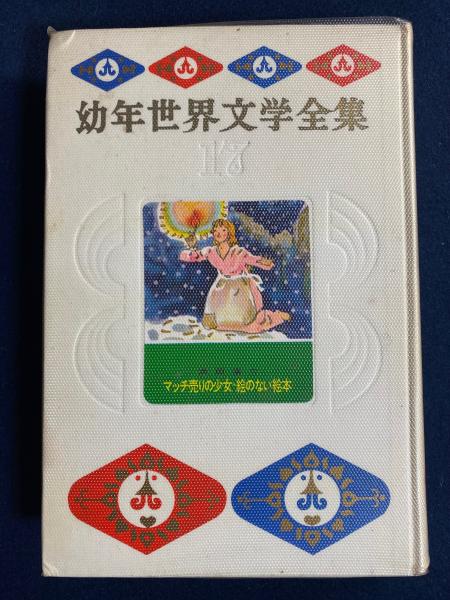 幼年世界文学全集
17
マッチ売りの少女・絵のない絵本